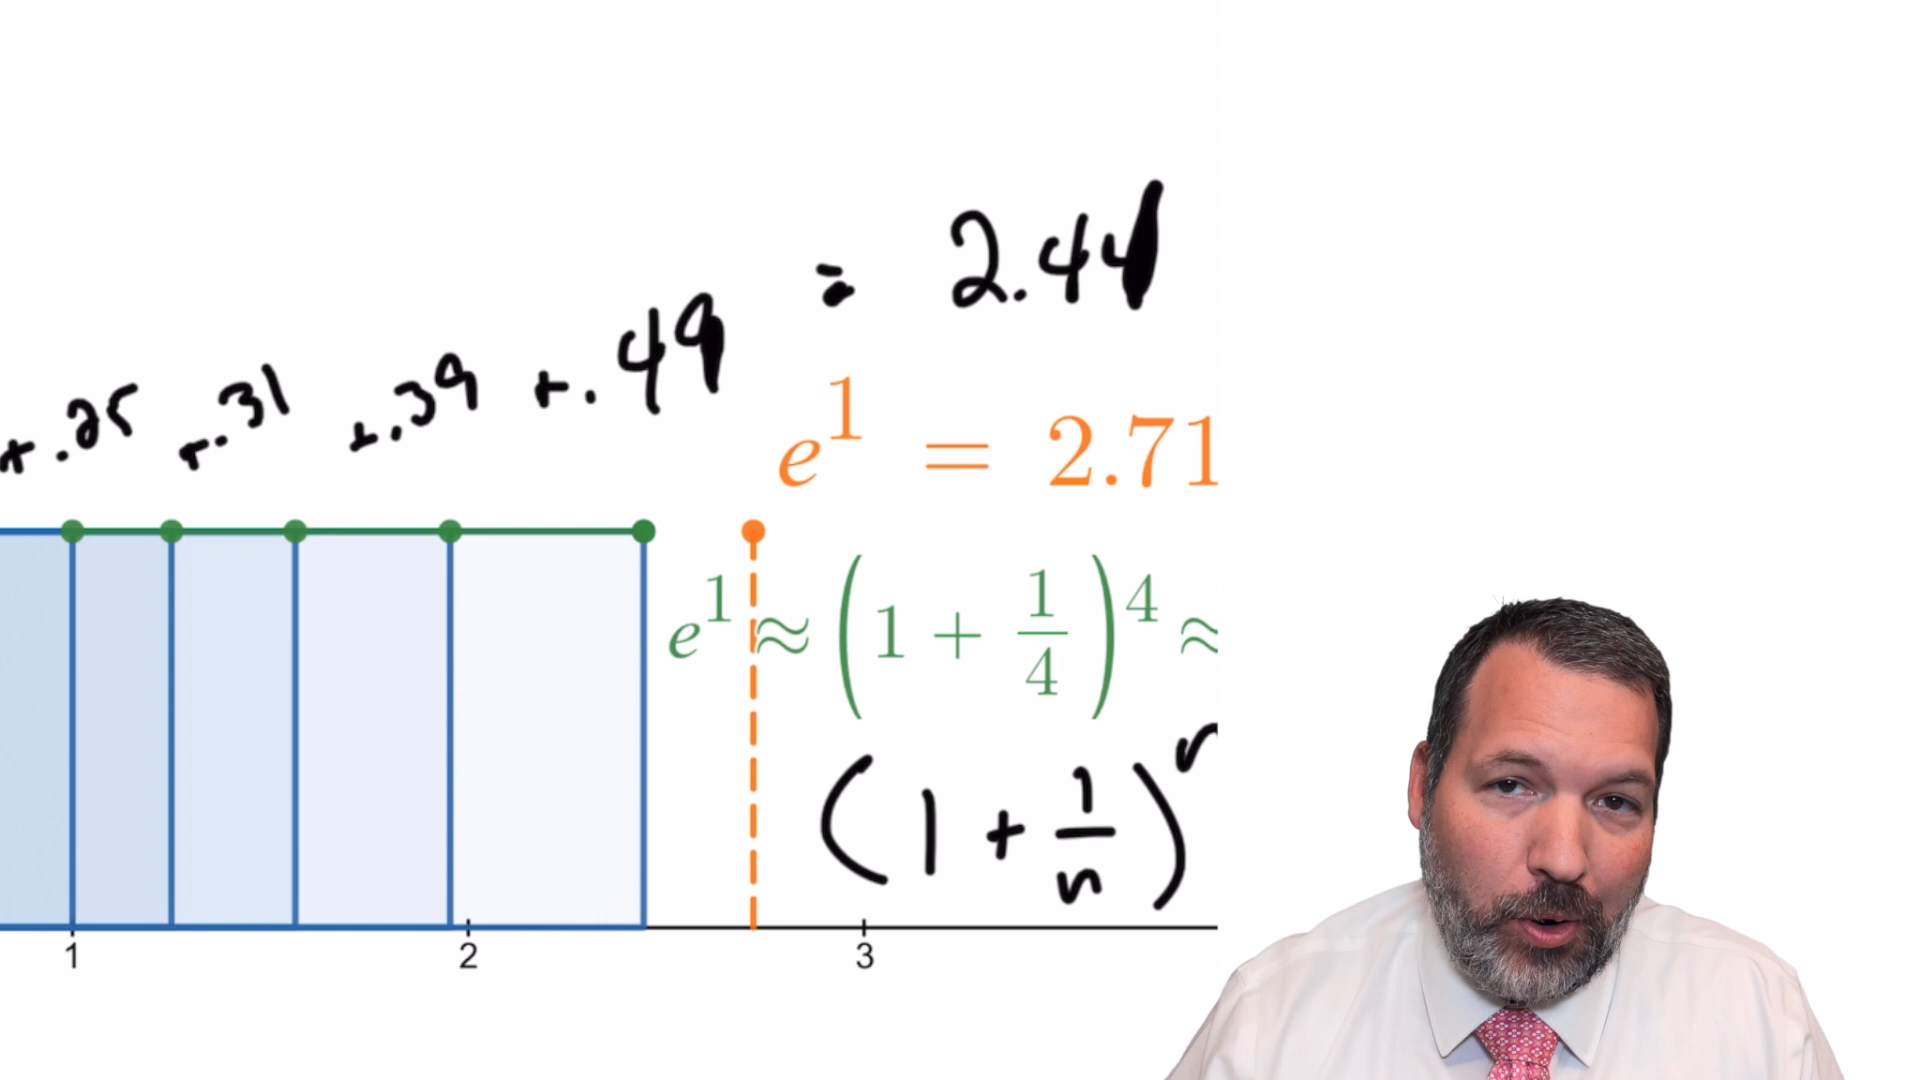 = 2.44
+.25 +.31 +.39 +.49
e^1 = 2.71
e^1 ≈ (1 + 1/4)^4 ≈
(1 + 1/n)^n
1 2 3